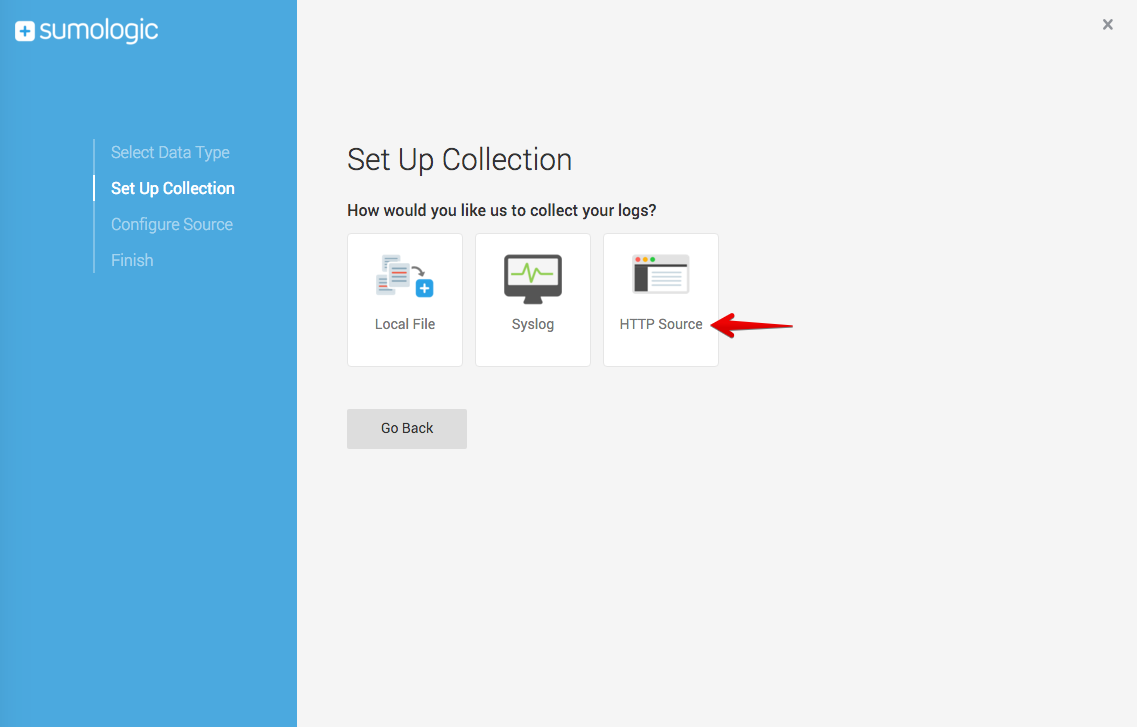 sumologic
Select Data Type
Set Up Collection
Configure Source
Finish
Set Up Collection
How would you like us to collect your logs?
Local File
Syslog
HTTP Source
Go Back